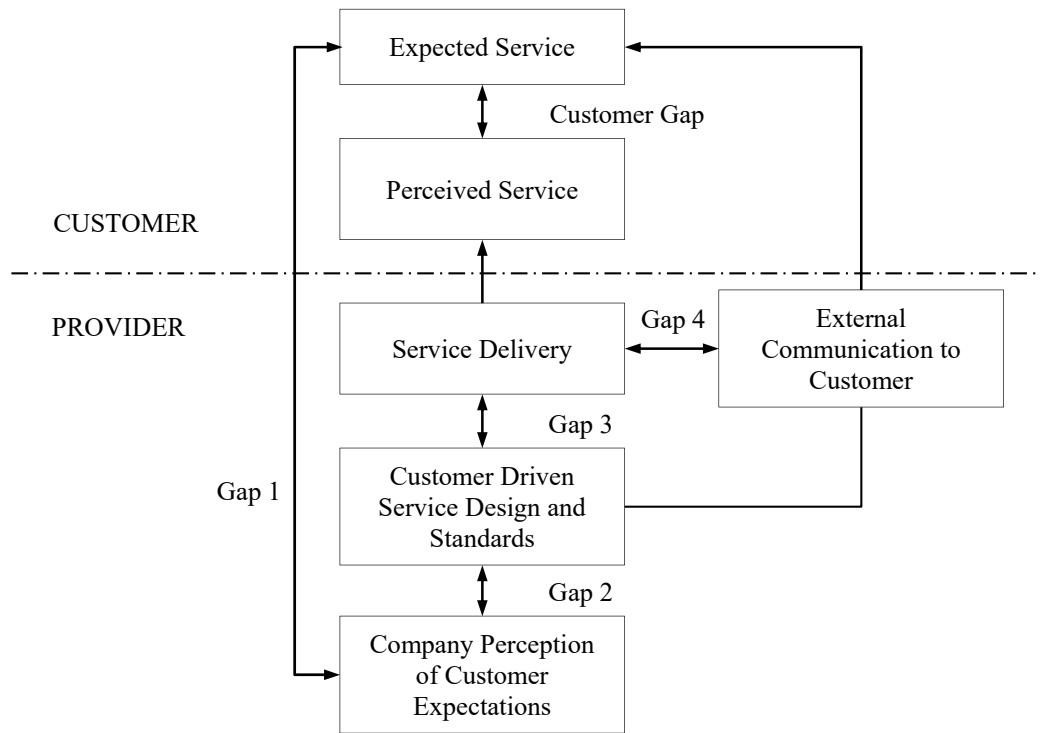 Expected Service
Customer Gap
Perceived Service
CUSTOMER
PROVIDER
Service Delivery
Gap 4
External
Communication to
Customer
Gap 3
Gap 1
Customer Driven
Service Design and
Standards
Gap 2
Company Perception
of Customer
Expectations